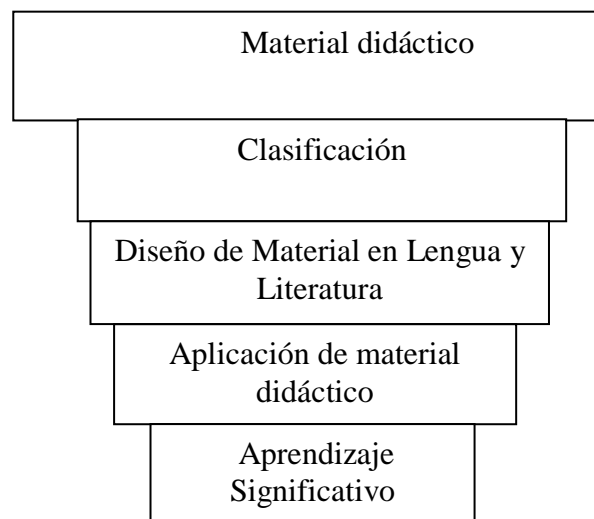 Material didáctico
Clasificación
Diseño de Material en Lengua y
Literatura
Aplicación de material
didáctico
Aprendizaje
Significativo